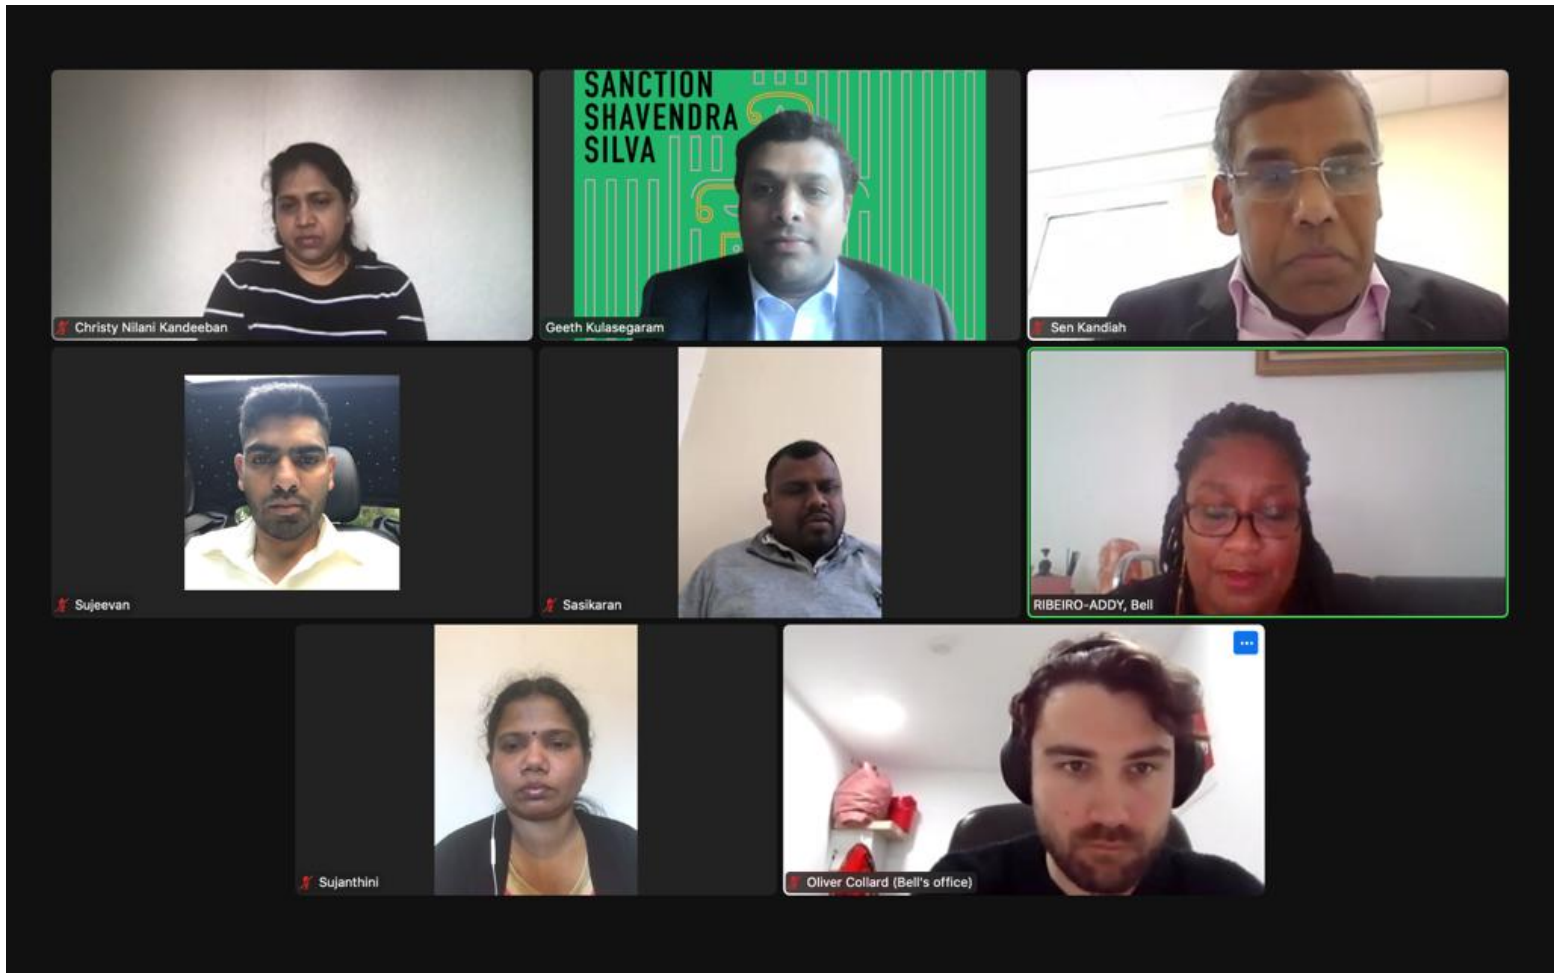 SANCTION
SHAVENDRA
SILVA
Christy Nilani Kandeeban
Geeth Kulasegaram
Sen Kandiah
Sujeevan
Sasikaran
RIBEIRO-ADDY, Bell
Sujanthini
Oliver Collard (Bell's office)